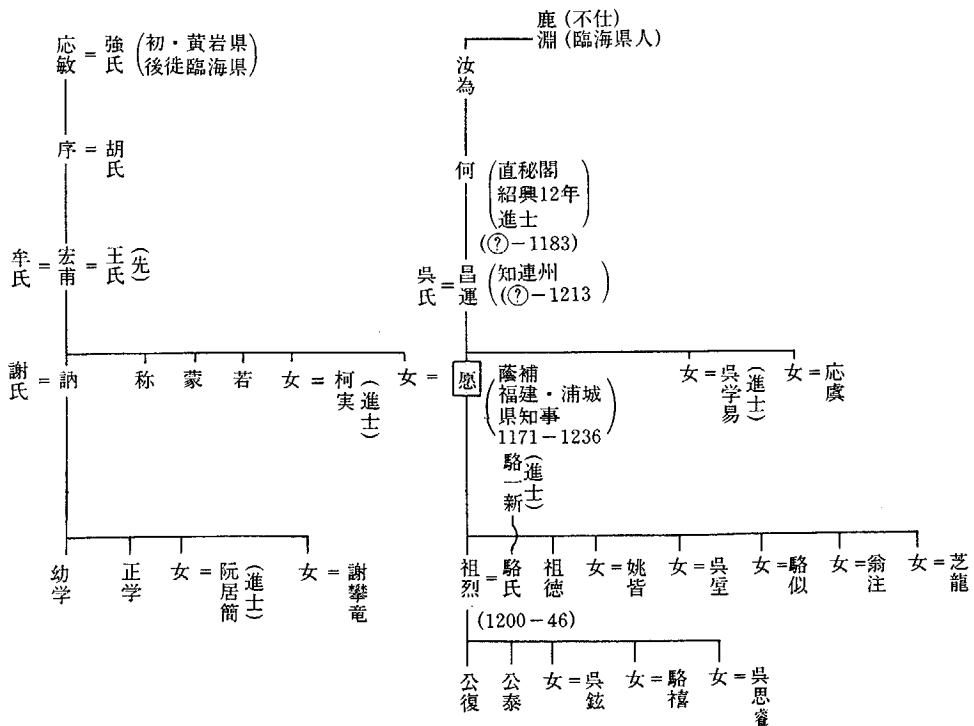 鹿(不仕)
淵(臨海県人)
応敏=強氏(初・黄岩県
後徙臨海県)
汝為
序=胡氏
何(直秘閣
紹興12年
進士)
(?-1183)
牟氏=宏甫=王氏(先)
呉氏=昌運(知連州
(?-1213)
謝氏=訥 称 蒙 若 女=柯実(進士) 女=愿(蔭補
福建・浦城
県知事
1171-1236)
女=呉学易(進士) 女=応虞
駱一新(進士)
幼学 正学 女=阮居簡(進士) 女=謝攀竜
祖烈=駱氏 祖徳 女=姚皆 女=呉坙 女=駱似 女=翁注 女=芝龍
(1200-46)
公復 公泰 女=呉鉉 女=駱禧 女=呉思睿